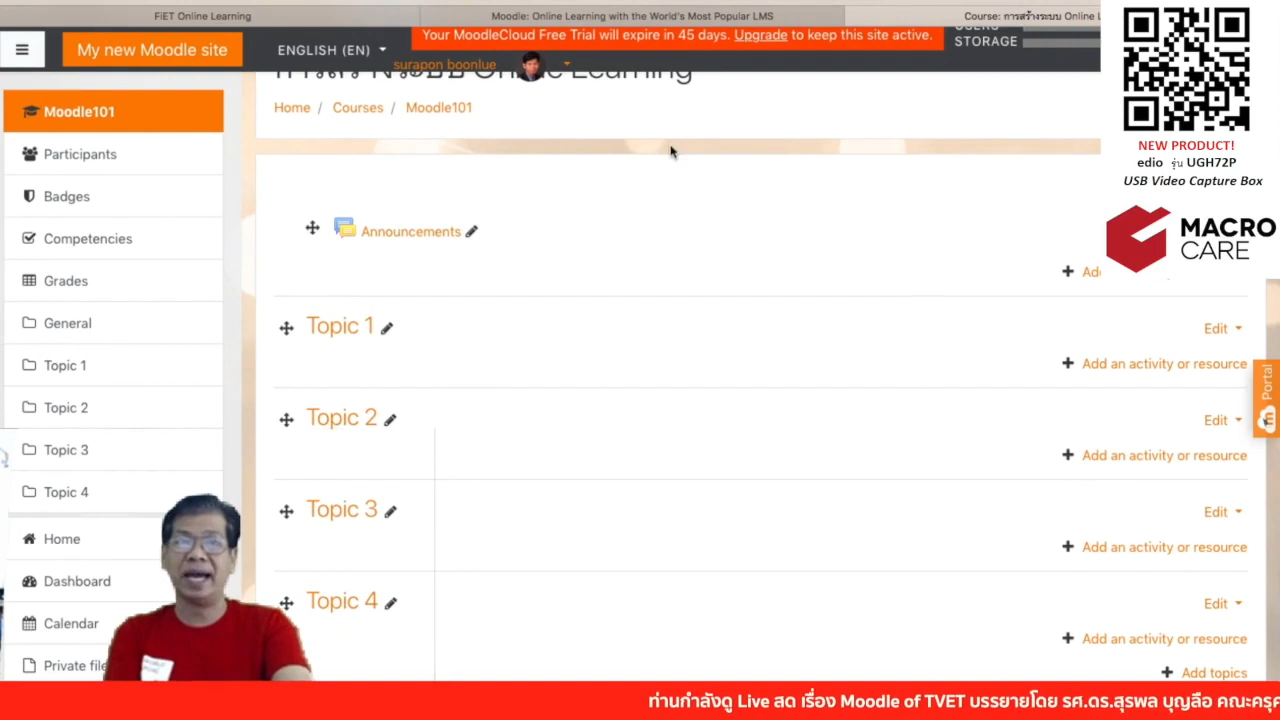 FiET Online Learning
Moodle: Online Learning with the World's Most Popular LMS
Course: การสร้างระบบ Online L
My new Moodle site
ENGLISH (EN)
Your MoodleCloud Free Trial will expire in 45 days. Upgrade to keep this site active.
USERS
STORAGE
surapon boonlue
Online Learning
Home / Courses / Moodle101
NEW PRODUCT!
edio รุ่น UGH72P
USB Video Capture Box
MACRO
CARE
Moodle101
Participants
Badges
Competencies
Grades
General
Topic 1
Topic 2
Topic 3
Topic 4
Home
Dashboard
Calendar
Private file
Announcements
Topic 1
Edit
Add an activity or resource
Topic 2
Edit
Add an activity or resource
Topic 3
Edit
Add an activity or resource
Topic 4
Edit
Add an activity or resource
Add topics
Portal
ท่านกำลังดู Live สด เรื่อง Moodle of TVET บรรยายโดย รศ.ดร.สุรพล บุญลือ คณะครุศ